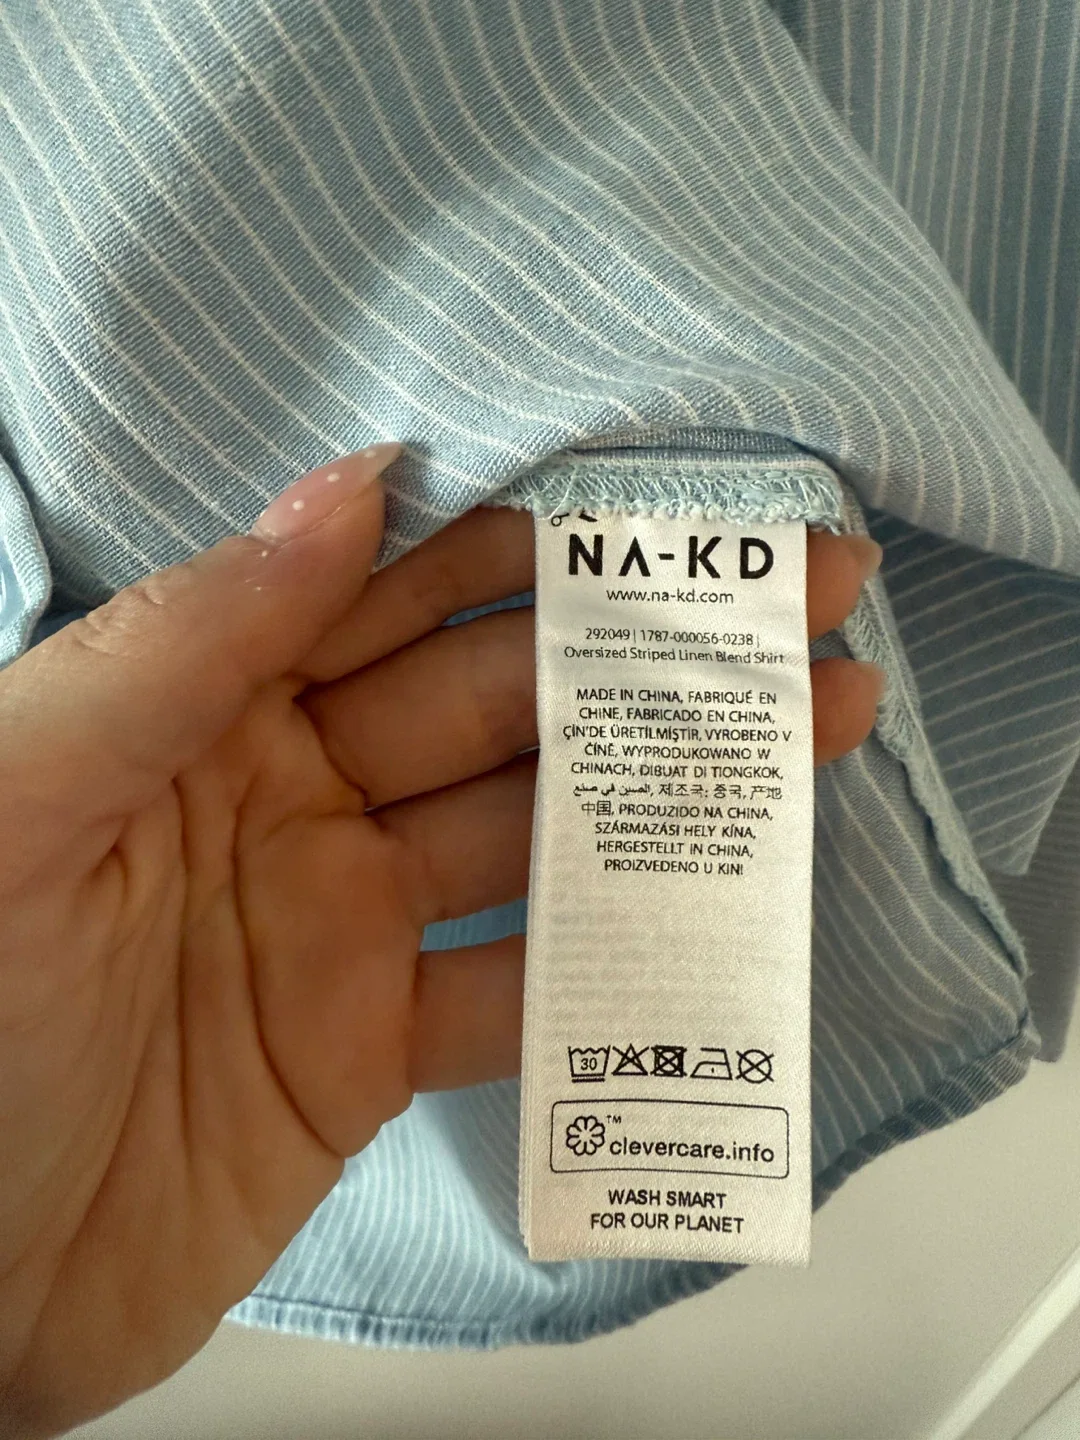 NA-KD
www.na-kd.com
292049 | 1787-000056-0238 |
Oversized Striped Linen Blend Shirt
MADE IN CHINA, FABRIQUÉ EN
CHINE, FABRICADO EN CHINA,
ÇİN'DE ÜRETİLMİŞTİR, VYROBENO V
ČÍNĚ, WYPRODUKOWANO W
CHINACH, DIBUAT DI TIONGKOK,
الصين في صنع, 제조국: 중국, 产地
中国, PRODUZIDO NA CHINA,
SZÁRMAZÁSI HELY KÍNA,
HERGESTELLT IN CHINA,
PROIZVEDENO U KINI
30
™
clevercare.info
WASH SMART
FOR OUR PLANET